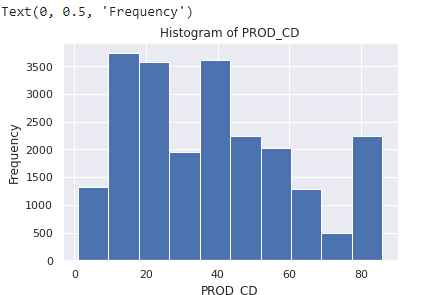 Text(0, 0.5, 'Frequency')
Histogram of PROD_CD
3500
3000
2500
2000
1500
1000
500
0
Frequency
0 20 40 60 80
PROD_CD